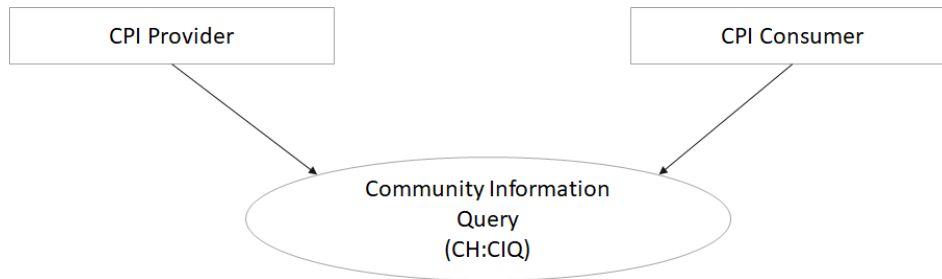 CPI Provider
CPI Consumer
Community Information
Query
(CH:CIQ)